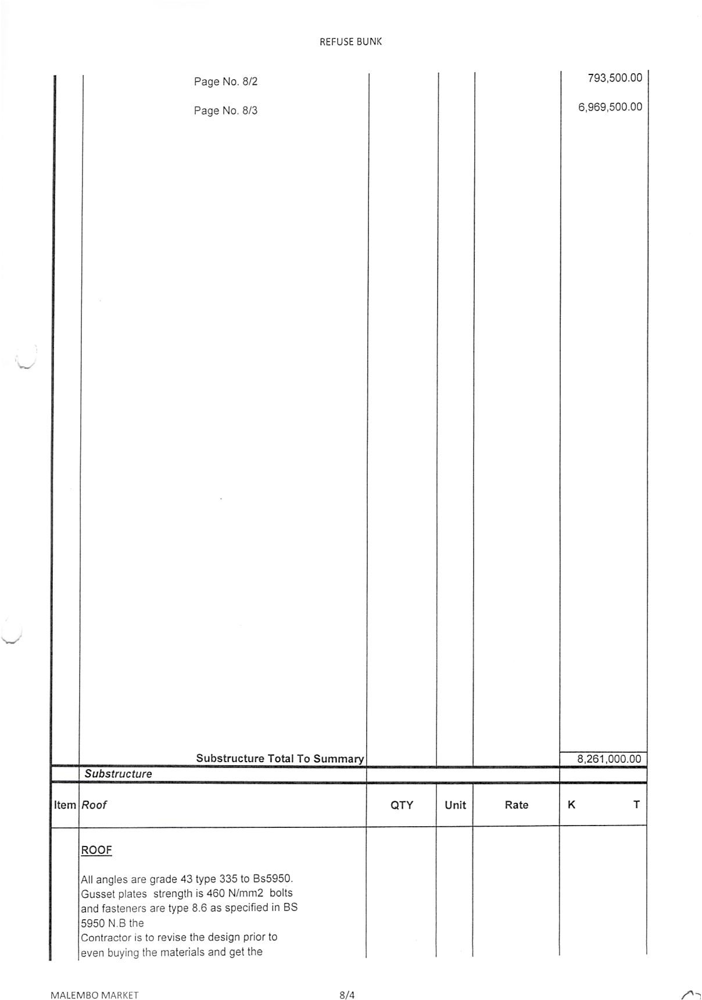 REFUSE BUNK
Page No. 8/2 793,500.00
Page No. 8/3 6,969,500.00
Substructure Total To Summary 8,261,000.00
Substructure
Item Roof QTY Unit Rate K T
ROOF
All angles are grade 43 type 335 to Bs5950.
Gusset plates strength is 460 N/mm2 bolts
and fasteners are type 8.6 as specified in BS
5950 N.B the
Contractor is to revise the design prior to
even buying the materials and get the
MALEMBO MARKET 8/4